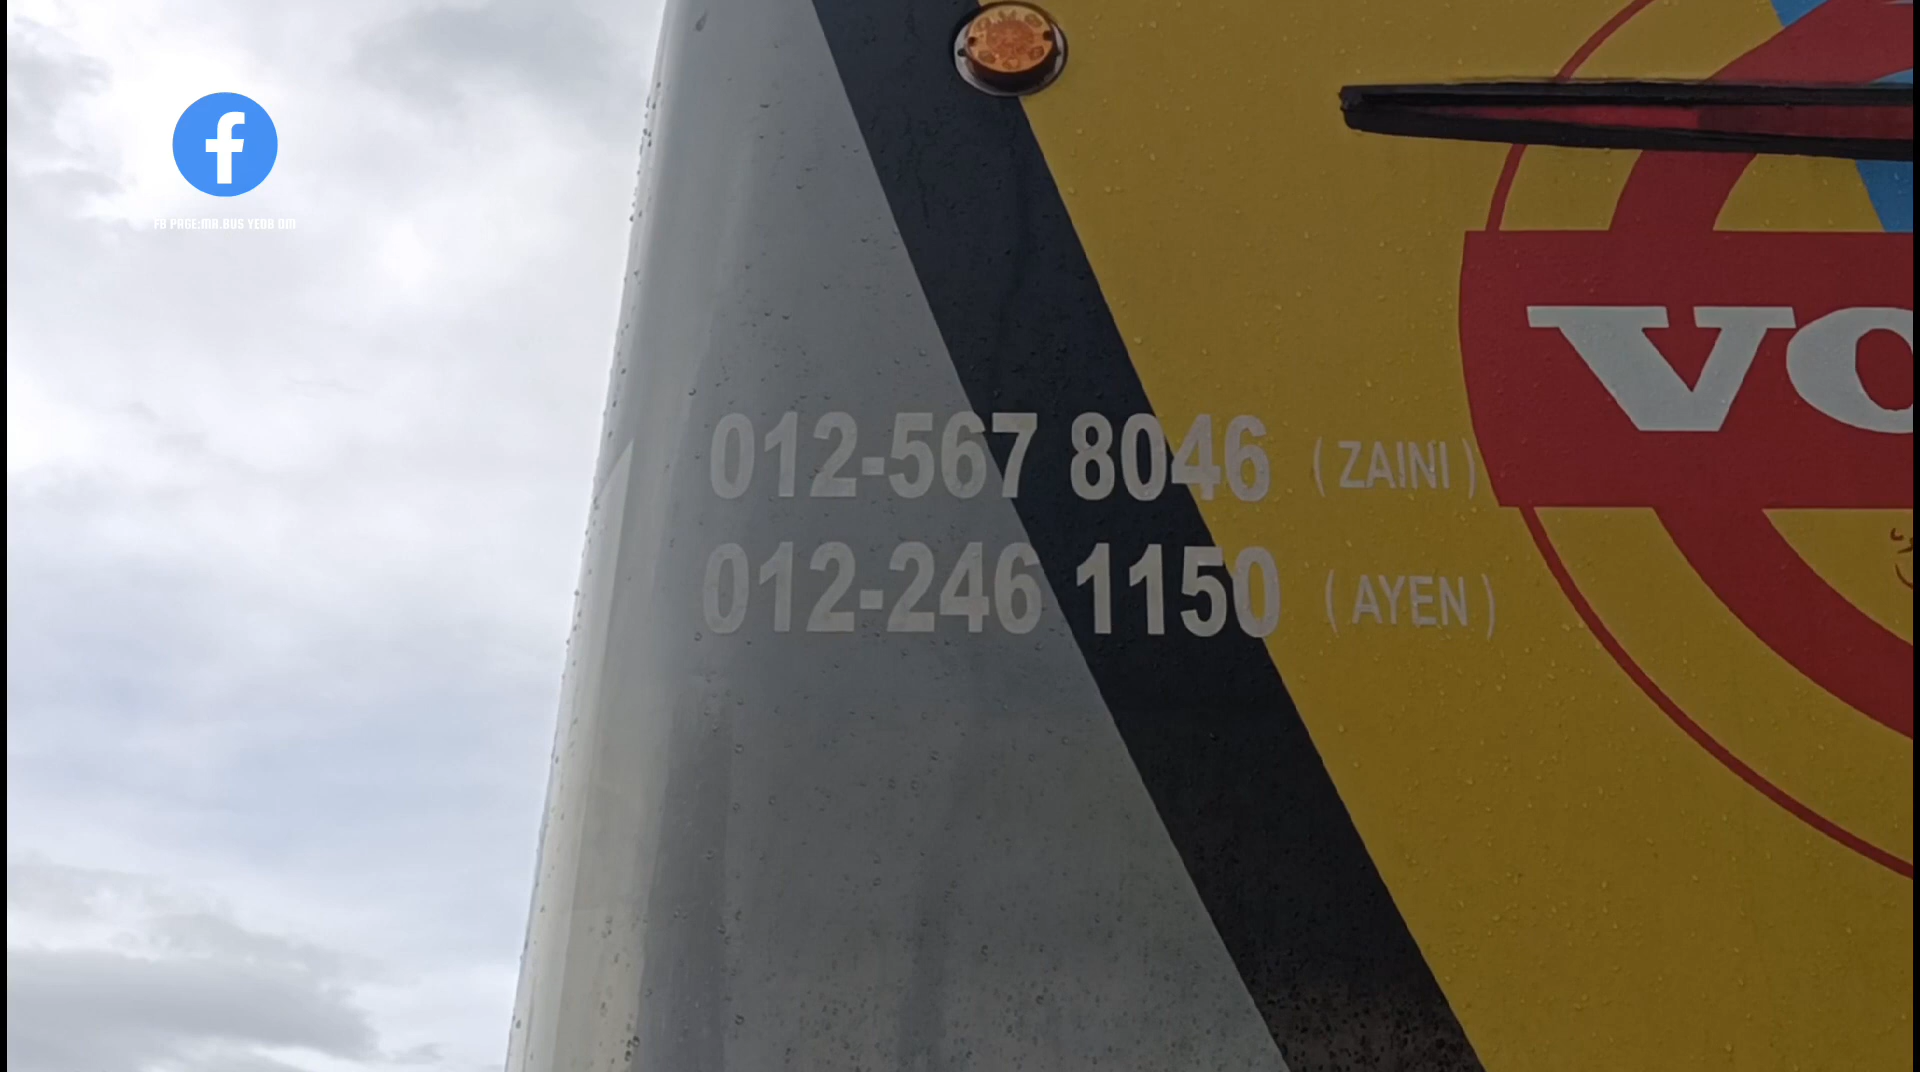 FB PAGE:MR.BUS YEOB OM
012-567 8046 ( ZAINI )
012-246 1150 ( AYEN )
VO